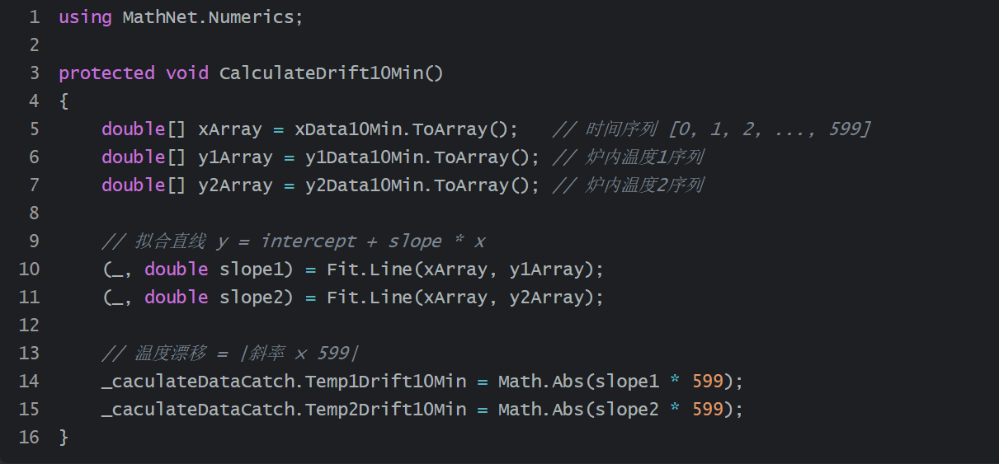 1 using MathNet.Numerics;
2
3 protected void CalculateDrift10Min()
4 {
5     double[] xArray = xData10Min.ToArray();   // 时间序列 [0, 1, 2, ..., 599]
6     double[] y1Array = y1Data10Min.ToArray(); // 炉内温度1序列
7     double[] y2Array = y2Data10Min.ToArray(); // 炉内温度2序列
8
9     // 拟合直线 y = intercept + slope * x
10     (_, double slope1) = Fit.Line(xArray, y1Array);
11     (_, double slope2) = Fit.Line(xArray, y2Array);
12
13     // 温度漂移 = |斜率 × 599|
14     _caculateDataCatch.Temp1Drift10Min = Math.Abs(slope1 * 599);
15     _caculateDataCatch.Temp2Drift10Min = Math.Abs(slope2 * 599);
16 }